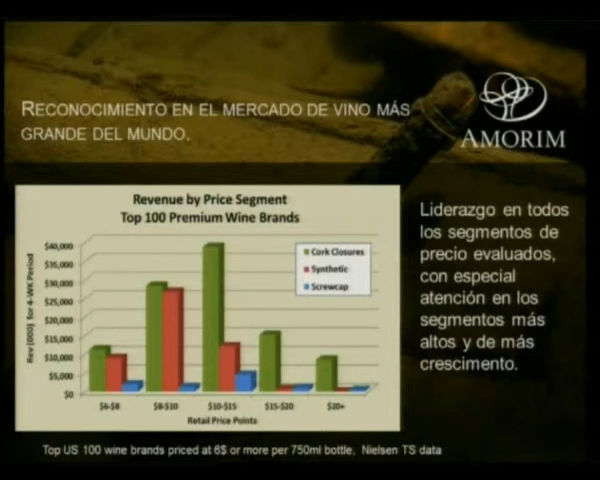 RECONOCIMIENTO EN EL MERCADO DE VINO MÁS
GRANDE DEL MUNDO.
AMORIM
Revenue by Price Segment
Top 100 Premium Wine Brands
Rev (000) for 4-WK Period
$40,000
$35,000
$30,000
$25,000
$20,000
$15,000
$10,000
$5,000
$0
Cork Closures
Synthetic
Screwcap
$6-$8
$8-$10
$10-$15
$15-$20
$20+
Retail Price Points
Liderazgo en todos
los segmentos de
precio evaluados,
con especial
atención en los
segmentos más
altos y de más
crescimento.
Top US 100 wine brands priced at 6$ or more per 750ml bottle. Nielsen TS data